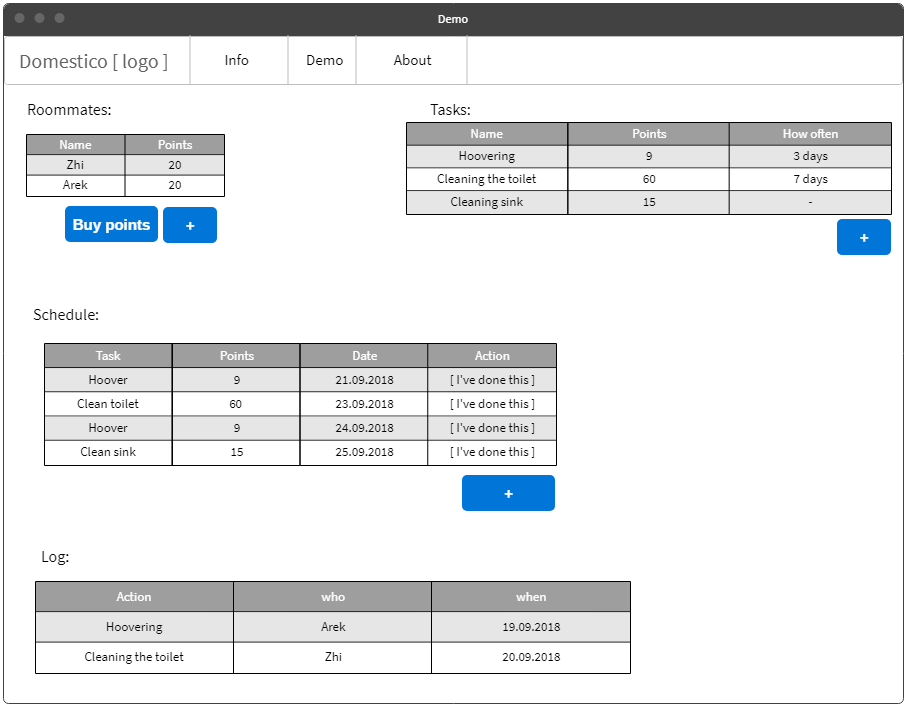 Demo
Domestico [ logo ] Info Demo About
Roommates:
Name Points
Zhi 20
Arek 20
Buy points +
Tasks:
Name Points How often
Hoovering 9 3 days
Cleaning the toilet 60 7 days
Cleaning sink 15 -
+
Schedule:
Task Points Date Action
Hoover 9 21.09.2018 [ I've done this ]
Clean toilet 60 23.09.2018 [ I've done this ]
Hoover 9 24.09.2018 [ I've done this ]
Clean sink 15 25.09.2018 [ I've done this ]
+
Log:
Action who when
Hoovering Arek 19.09.2018
Cleaning the toilet Zhi 20.09.2018